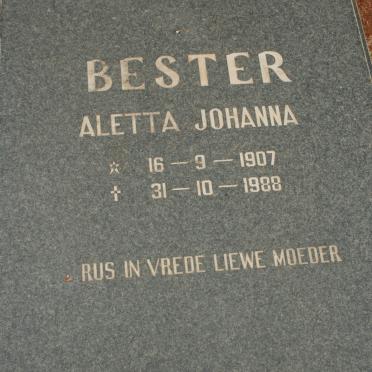 BESTER
ALETTA JOHANNA
☆ 16 — 9 — 1907
✝ 31 — 10 — 1988
RUS IN VREDE LIEWE MOEDER